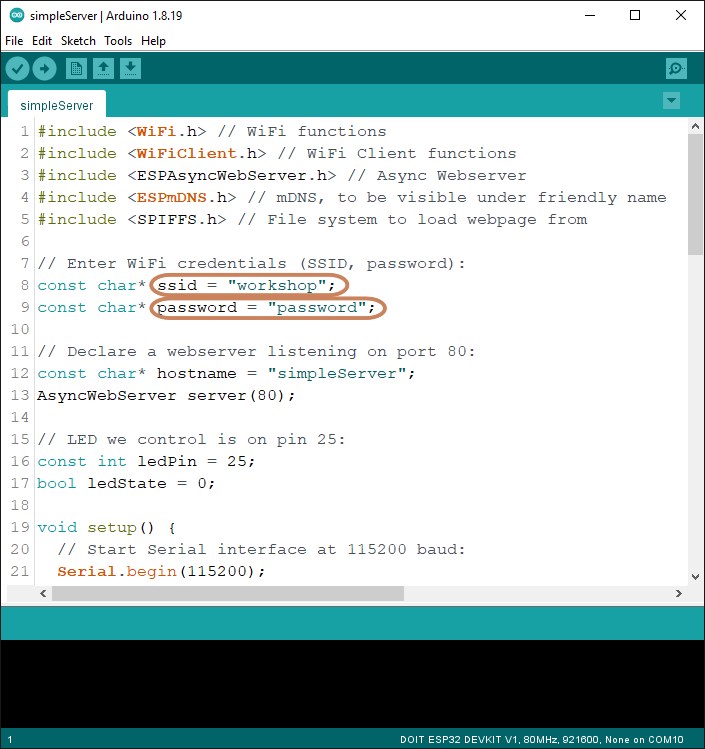 simpleServer | Arduino 1.8.19
File Edit Sketch Tools Help
simpleServer
1 #include <WiFi.h> // WiFi functions
2 #include <WiFiClient.h> // WiFi Client functions
3 #include <ESPAsyncWebServer.h> // Async Webserver
4 #include <ESPmDNS.h> // mDNS, to be visible under friendly name
5 #include <SPIFFS.h> // File system to load webpage from
6
7 // Enter WiFi credentials (SSID, password):
8 const char* ssid = "workshop";
9 const char* password = "password";
10
11 // Declare a webserver listening on port 80:
12 const char* hostname = "simpleServer";
13 AsyncWebServer server(80);
14
15 // LED we control is on pin 25:
16 const int ledPin = 25;
17 bool ledState = 0;
18
19 void setup() {
20   // Start Serial interface at 115200 baud:
21   Serial.begin(115200);
1 DOIT ESP32 DEVKIT V1, 80MHz, 921600, None on COM10